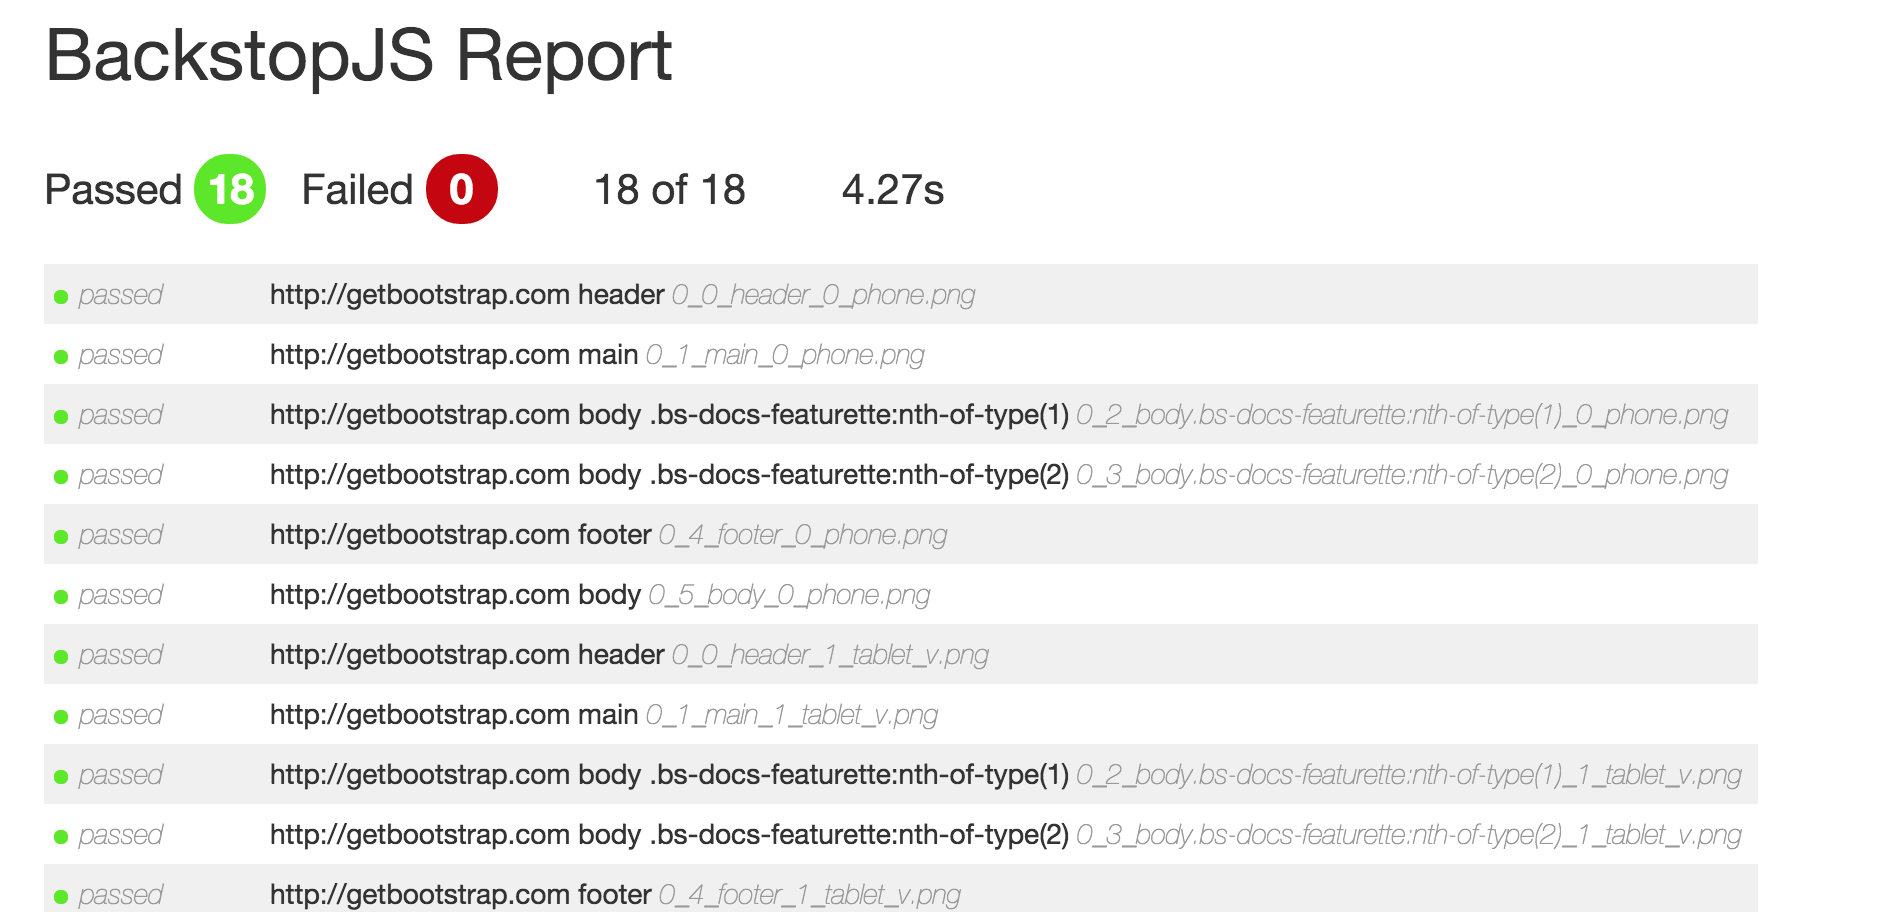 BackstopJS Report
Passed 18 Failed 0 18 of 18 4.27s
passed http://getbootstrap.com header 0_0_header_0_phone.png
passed http://getbootstrap.com main 0_1_main_0_phone.png
passed http://getbootstrap.com body .bs-docs-featurette:nth-of-type(1) 0_2_body.bs-docs-featurette:nth-of-type(1)_0_phone.png
passed http://getbootstrap.com body .bs-docs-featurette:nth-of-type(2) 0_3_body.bs-docs-featurette:nth-of-type(2)_0_phone.png
passed http://getbootstrap.com footer 0_4_footer_0_phone.png
passed http://getbootstrap.com body 0_5_body_0_phone.png
passed http://getbootstrap.com header 0_0_header_1_tablet_v.png
passed http://getbootstrap.com main 0_1_main_1_tablet_v.png
passed http://getbootstrap.com body .bs-docs-featurette:nth-of-type(1) 0_2_body.bs-docs-featurette:nth-of-type(1)_1_tablet_v.png
passed http://getbootstrap.com body .bs-docs-featurette:nth-of-type(2) 0_3_body.bs-docs-featurette:nth-of-type(2)_1_tablet_v.png
passed http://getbootstrap.com footer 0_4_footer_1_tablet_v.png